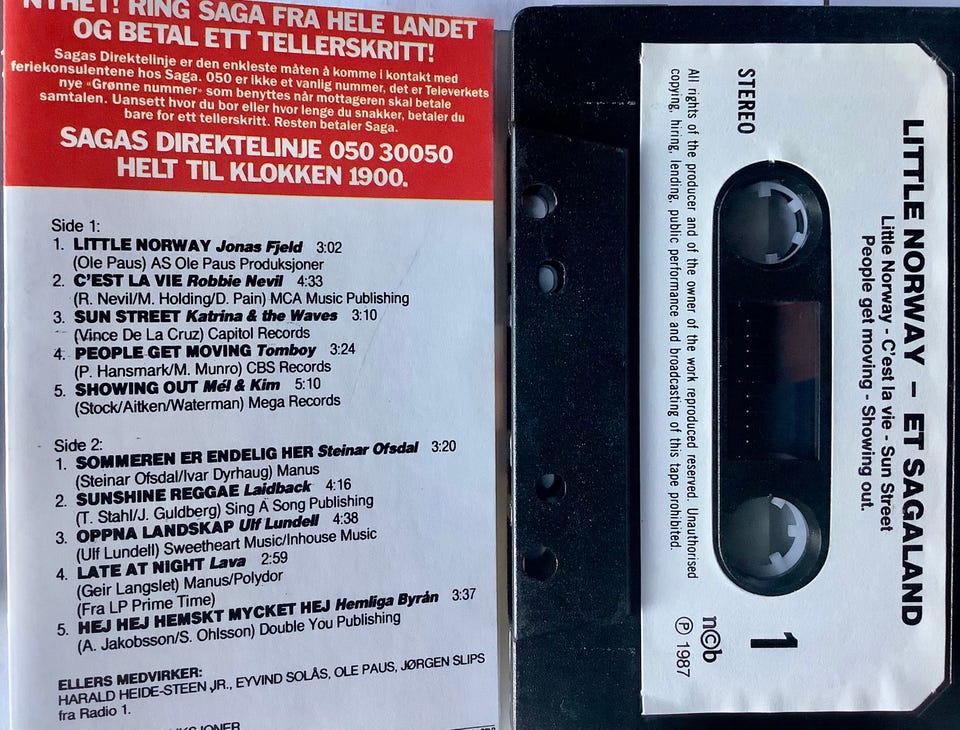 NYHET! RING SAGA FRA HELE LANDET
OG BETAL ETT TELLERSKRITT!
Sagas Direktelinje er den enkleste måten å komme i kontakt med
feriekonsulentene hos Saga. 050 er ikke et vanlig nummer, det er Televerkets
nye «Grønne nummer» som benyttes når mottageren skal betale
samtalen. Uansett hvor du bor eller hvor lenge du snakker, betaler du
bare for ett tellerskritt. Resten betaler Saga.
SAGAS DIREKTELINJE 050 30050
HELT TIL KLOKKEN 1900.
Side 1:
1. LITTLE NORWAY Jonas Fjeld 3:02
(Ole Paus) AS Ole Paus Produksjoner
2. C'EST LA VIE Robbie Nevil 4:33
(R. Nevil/M. Holding/D. Pain) MCA Music Publishing
3. SUN STREET Katrina & the Waves 3:10
(Vince De La Cruz) Capitol Records
4. PEOPLE GET MOVING Tomboy 3:24
(P. Hansmark/M. Munro) CBS Records
5. SHOWING OUT Mél & Kim 5:10
(Stock/Aitken/Waterman) Mega Records
Side 2:
1. SOMMEREN ER ENDELIG HER Steinar Ofsdal 3:20
(Steinar Ofsdal/Ivar Dyrhaug) Manus
2. SUNSHINE REGGAE Laidback 4:16
(T. Stahl/J. Guldberg) Sing A Song Publishing
3. OPPNA LANDSKAP Ulf Lundell 4:38
(Ulf Lundell) Sweetheart Music/Inhouse Music
4. LATE AT NIGHT Lava 2:59
(Geir Langslet) Manus/Polydor
(Fra LP Prime Time)
5. HEJ HEJ HEMSKT MYCKET HEJ Hemliga Byrån 3:37
(A. Jakobsson/S. Ohlsson) Double You Publishing
ELLERS MEDVIRKER:
HARALD HEIDE-STEEN JR., EYVIND SOLÅS, OLE PAUS, JØRGEN SLIPS
fra Radio 1.
LITTLE NORWAY – ET SAGALAND
Little Norway - C'est la vie - Sun Street
People get moving - Showing out.
STEREO
1
ncb
℗ 1987
All rights of the producer and of the owner of the work reproduced reserved. Unauthorised
copying, hiring, lending, public performance and broadcasting of this tape prohibited.